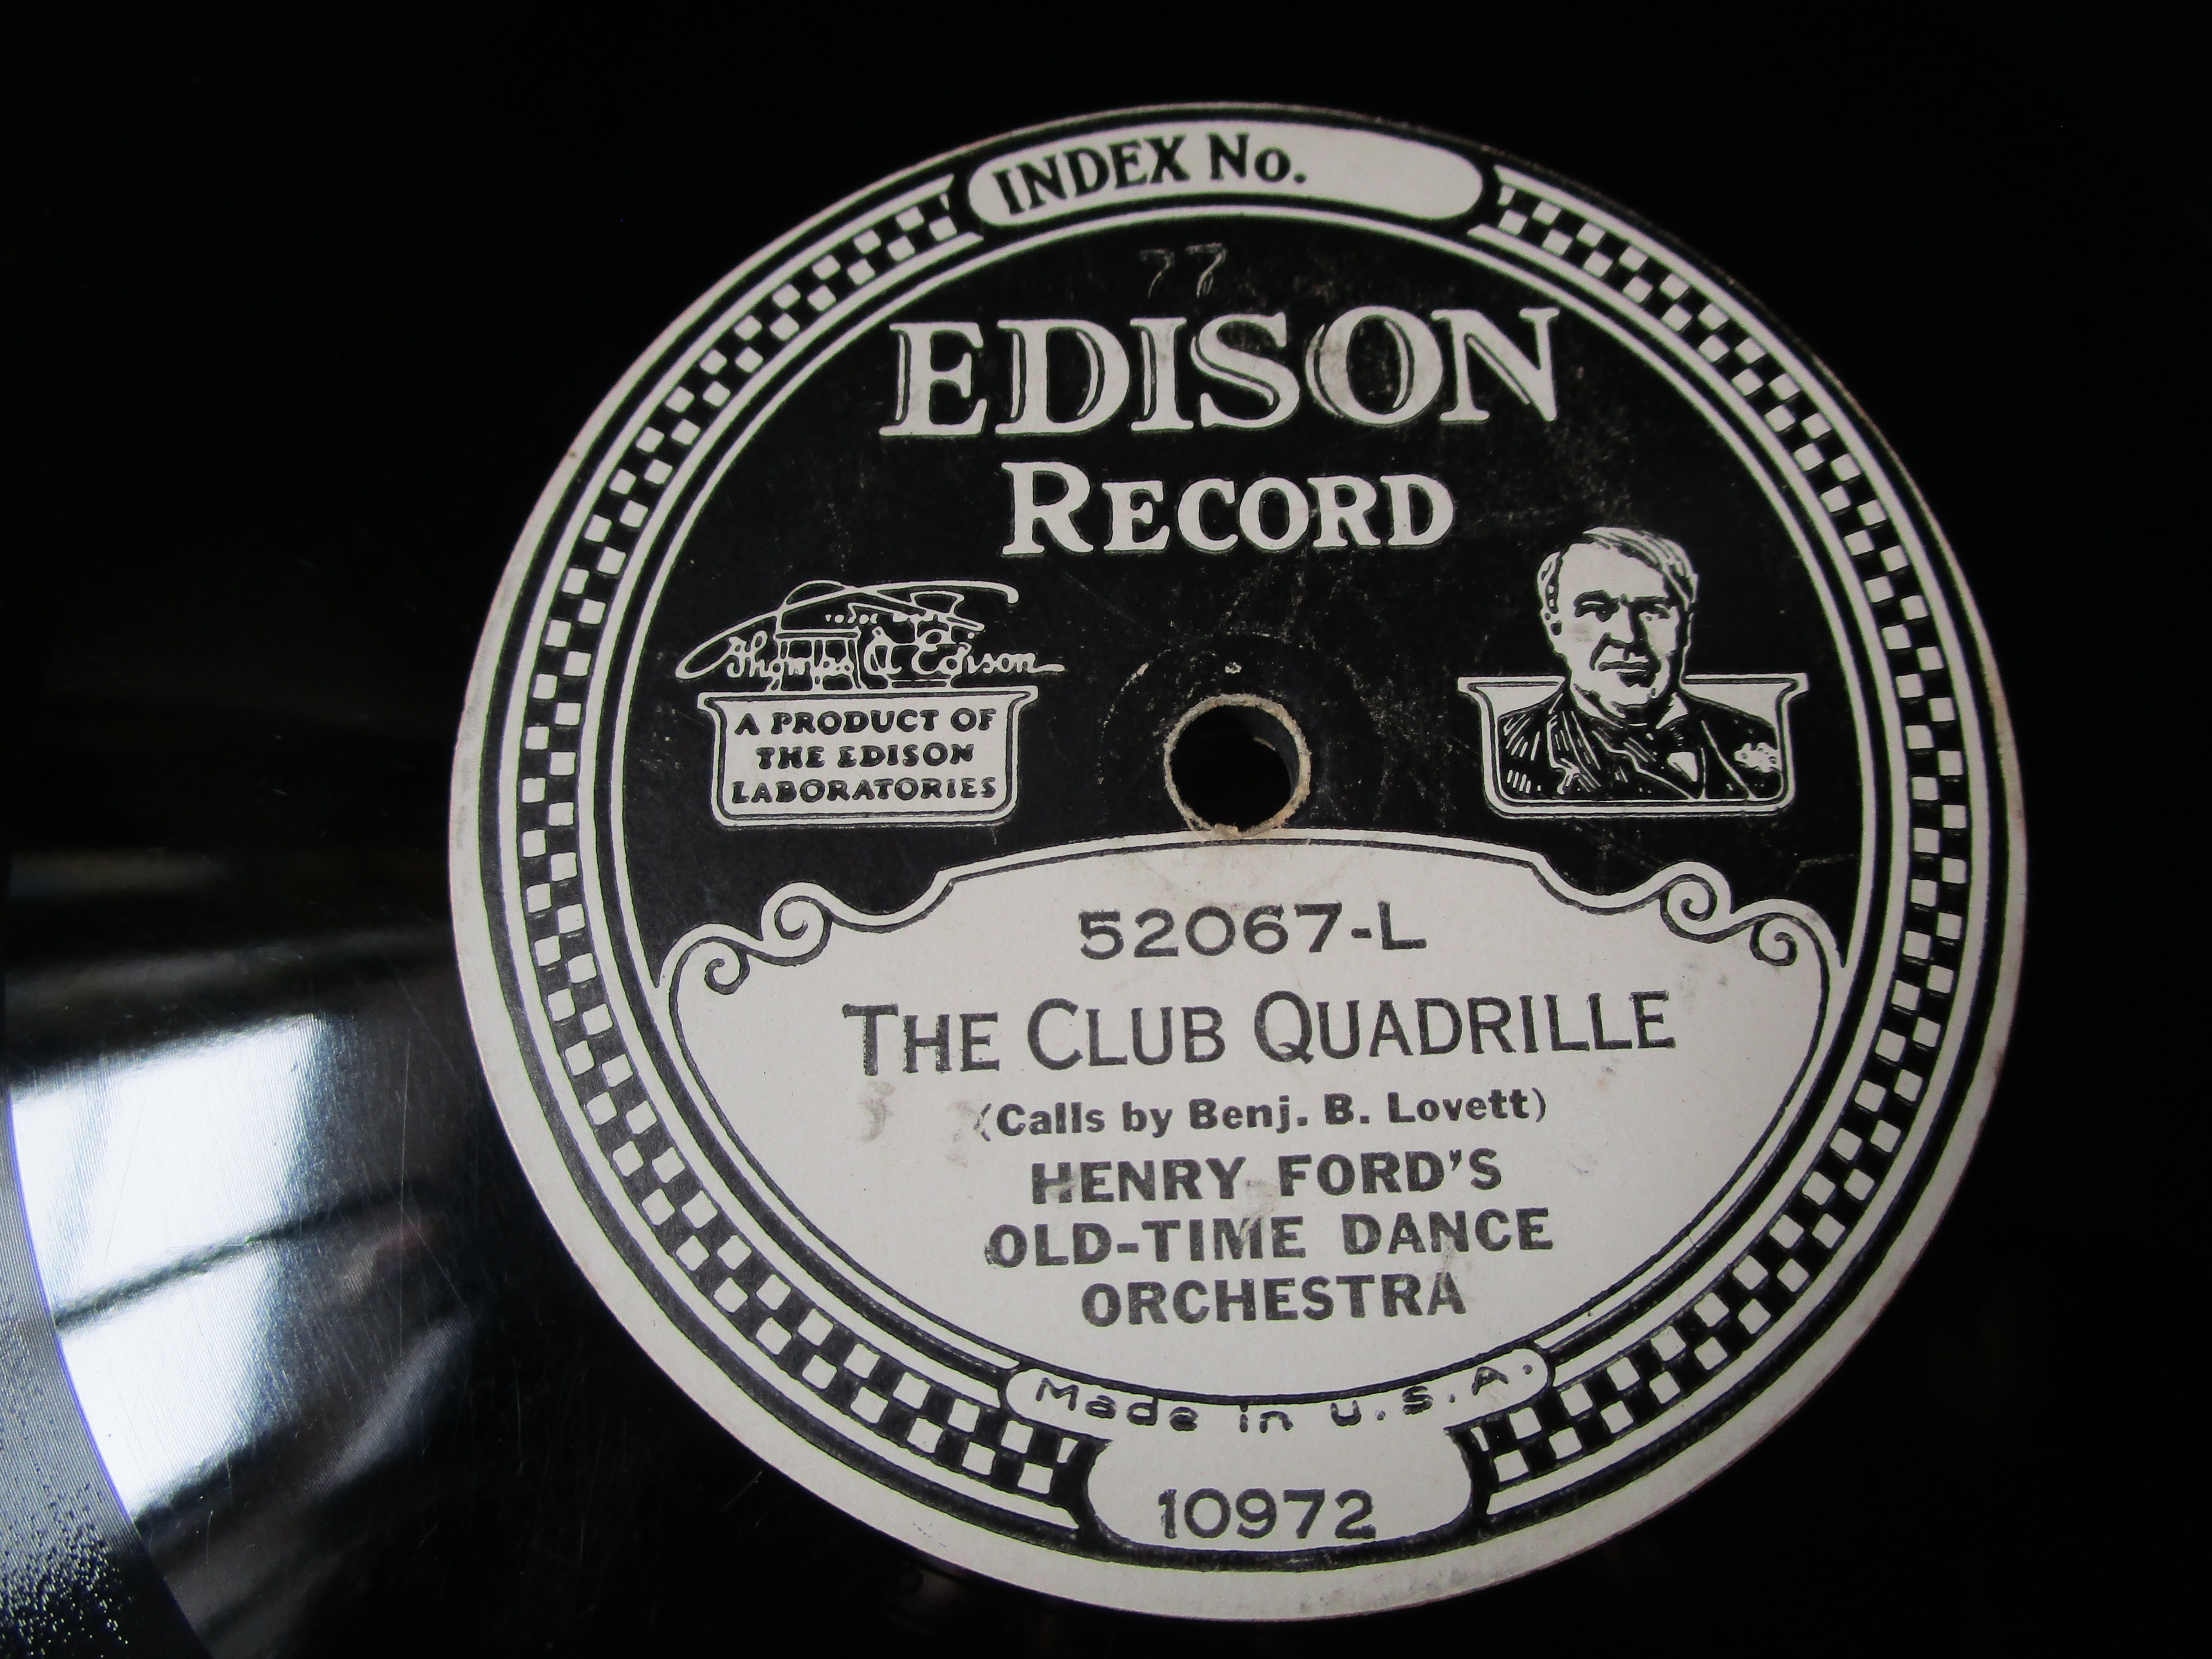 INDEX No.
77
EDISON
RECORD
Thomas A Edison
A PRODUCT OF
THE EDISON
LABORATORIES
52067-L
THE CLUB QUADRILLE
(Calls by Benj. B. Lovett)
HENRY FORD'S
OLD-TIME DANCE
ORCHESTRA
Made in U.S.A.
10972